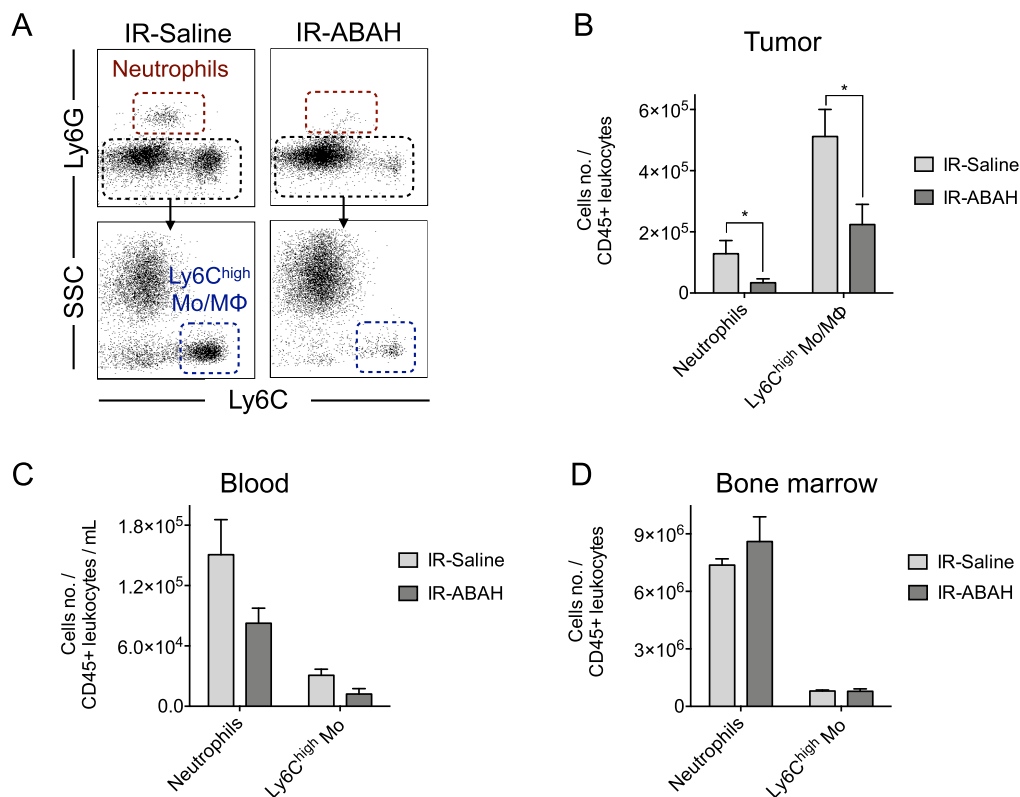 A
IR-Saline
IR-ABAH
Ly6G
Neutrophils
SSC
Ly6Cʰⁱᵍʰ
Mo/MΦ
Ly6C
B
Tumor
Cells no. /
CD45+ leukocytes
6×10⁵
4×10⁵
2×10⁵
0
*
*
Neutrophils
Ly6Cʰⁱᵍʰ Mo/MΦ
IR-Saline
IR-ABAH
C
Blood
Cells no. /
CD45+ leukocytes / mL
1.8×10⁵
1.2×10⁵
6.0×10⁴
0.0
Neutrophils
Ly6Cʰⁱᵍʰ Mo
IR-Saline
IR-ABAH
D
Bone marrow
Cells no. /
CD45+ leukocytes
9×10⁶
6×10⁶
3×10⁶
0
Neutrophils
Ly6Cʰⁱᵍʰ Mo
IR-Saline
IR-ABAH